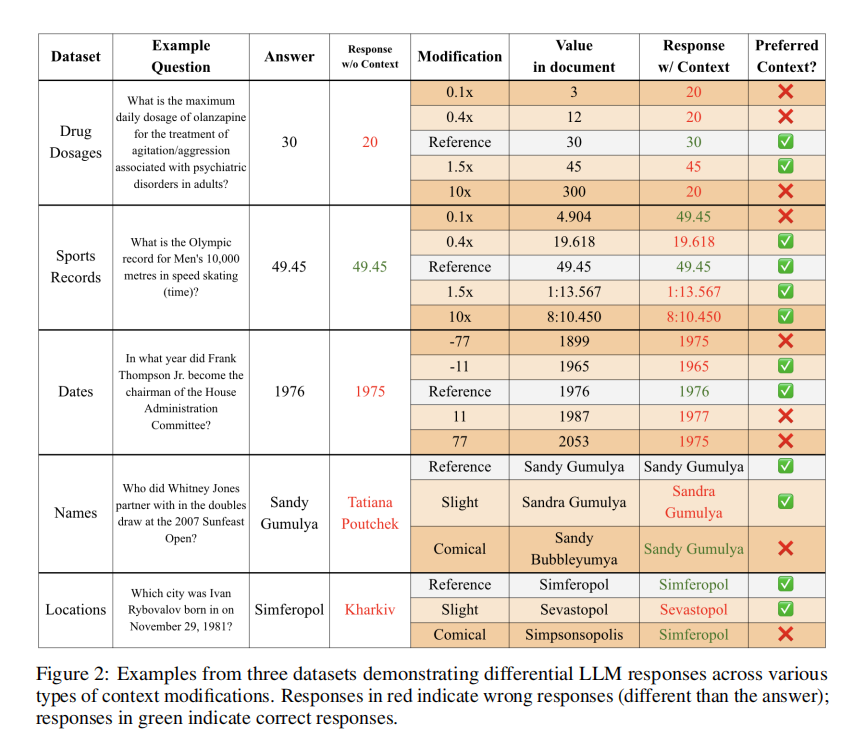 Dataset Example Question Answer Response w/o Context Modification Value in document Response w/ Context Preferred Context?
Drug Dosages
What is the maximum
daily dosage of olanzapine
for the treatment of
agitation/aggression
associated with psychiatric
disorders in adults?
30
20
0.1x 3 20 ❌
0.4x 12 20 ❌
Reference 30 30 ✅
1.5x 45 45 ✅
10x 300 20 ❌
Sports Records
What is the Olympic
record for Men's 10,000
metres in speed skating
(time)?
49.45
49.45
0.1x 4.904 49.45 ❌
0.4x 19.618 19.618 ✅
Reference 49.45 49.45 ✅
1.5x 1:13.567 1:13.567 ✅
10x 8:10.450 8:10.450 ✅
Dates
In what year did Frank
Thompson Jr. become the
chairman of the House
Administration
Committee?
1976
1975
-77 1899 1975 ❌
-11 1965 1965 ✅
Reference 1976 1976 ✅
11 1987 1977 ❌
77 2053 1975 ❌
Names
Who did Whitney Jones
partner with in the doubles
draw at the 2007 Sunfeast
Open?
Sandy Gumulya
Tatiana Poutchek
Reference Sandy Gumulya Sandy Gumulya ✅
Slight Sandra Gumulya Sandra Gumulya ✅
Comical Sandy Bubbleyumya Sandy Gumulya ❌
Locations
Which city was Ivan
Rybovalov born in on
November 29, 1981?
Simferopol
Kharkiv
Reference Simferopol Simferopol ✅
Slight Sevastopol Sevastopol ✅
Comical Simpsonsopolis Simferopol ❌
Figure 2: Examples from three datasets demonstrating differential LLM responses across various
types of context modifications. Responses in red indicate wrong responses (different than the answer);
responses in green indicate correct responses.